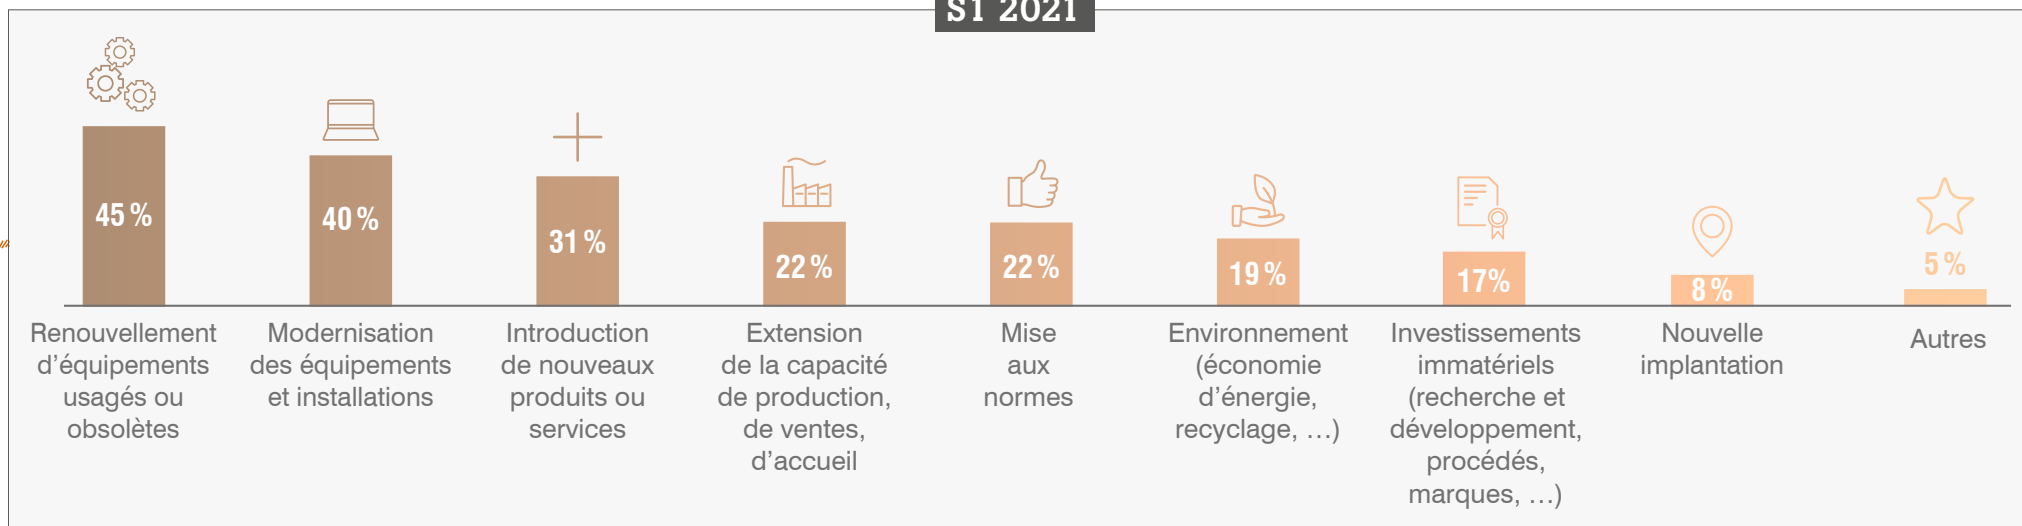 S1 2021
45 %
40 %
31 %
22 %
22 %
19 %
17%
8 %
5 %
Renouvellement
d'équipements
usagés ou
obsolètes
Modernisation
des équipements
et installations
Introduction
de nouveaux
produits ou
services
Extension
de la capacité
de production,
de ventes,
d'accueil
Mise
aux
normes
Environnement
(économie
d'énergie,
recyclage, …)
Investissements
immatériels
(recherche et
développement,
procédés,
marques, …)
Nouvelle
implantation
Autres